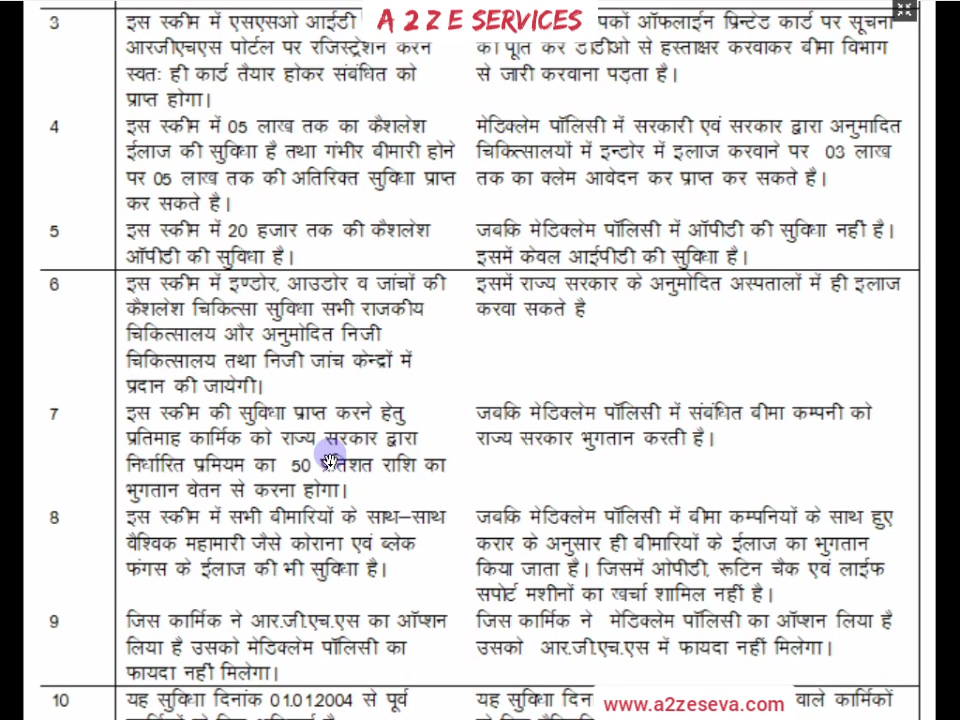 A 2 Z E SERVICES
3 इस स्कीम में एसएसओ आईडी पकों ऑफलाईन प्रिन्टेड कार्ड पर सूचना
आरजीएचएस पोर्टल पर रजिस्ट्रेशन करने की पूर्ति कर डीडीओ से हस्ताक्षर करवाकर बीमा विभाग
स्वतः ही कार्ड तैयार होकर संबंधित को से जारी करवाना पड़ता है।
प्राप्त होगा।
4 इस स्कीम में 05 लाख तक का कैशलेश मेडिक्लेम पॉलिसी में सरकारी एवं सरकार द्वारा अनुमादित
ईलाज की सुविधा है तथा गंभीर बीमारी होने चिकित्सालयों में इन्डोर में इलाज करवाने पर 03 लाख
पर 05 लाख तक की अतिरिक्त सुविधा प्राप्त तक का क्लेम आवेदन कर प्राप्त कर सकते है।
कर सकते है।
5 इस स्कीम में 20 हजार तक की कैशलेश जबकि मेडिक्लेम पॉलिसी में ऑपीडी की सुविधा नहीं है।
ऑपीडी की सुविधा है। इसमें केवल आईपीडी की सुविधा है।
6 इस स्कीम में इण्डोर, आउडोर व जांचों की इसमें राज्य सरकार के अनुमोदित अस्पतालों में ही इलाज
कैशलेश चिकित्सा सुविधा सभी राजकीय करवा सकते है
चिकित्सालय और अनुमोदित निजी
चिकित्सालय तथा निजी जांच केन्द्रों में
प्रदान की जायेगी।
7 इस स्कीम की सुविधा प्राप्त करने हेतु जबकि मेडिक्लेम पॉलिसी में संबंधित बीमा कम्पनी को
प्रतिमाह कार्मिक को राज्य सरकार द्वारा राज्य सरकार भुगतान करती है।
निर्धारित प्रमियम का 50 प्रतिशत राशि का
भुगतान वेतन से करना होगा।
8 इस स्कीम में सभी बीमारियों के साथ–साथ जबकि मेडिक्लेम पॉलिसी में बीमा कम्पनियों के साथ हुए
वैश्विक महामारी जैसे कोराना एवं ब्लेक करार के अनुसार ही बीमारियों के ईलाज का भुगतान
फंगस के ईलाज की भी सुविधा है। किया जाता है। जिसमें ओपीडी, रूटिन चैक एवं लाईफ
सपोर्ट मशीनों का खर्चा शामिल नहीं है।
9 जिस कार्मिक ने आर.जी.एच.एस का ऑप्शन जिस कार्मिक ने मेडिक्लेम पॉलिसी का ऑप्शन लिया है
लिया है उसको मेडिक्लेम पॉलिसी का उसको आर.जी.एच.एस में फायदा नहीं मिलेगा।
फायदा नहीं मिलेगा।
10 यह सुविधा दिनांक 01.01.2004 से पूर्व यह सुविधा दिन वाले कार्मिकों
www.a2zeseva.com